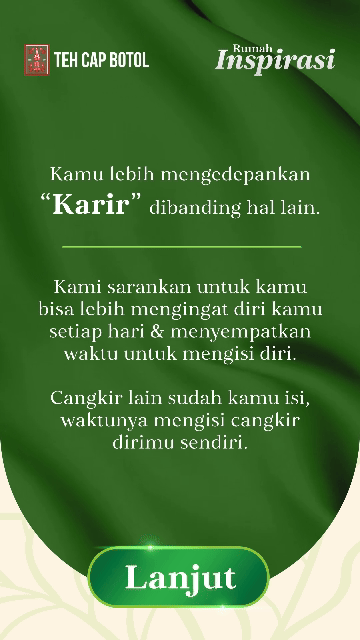 TEH CAP BOTOL
Rumah
Inspirasi
Kamu lebih mengedepankan
“Karir” dibanding hal lain.
Kami sarankan untuk kamu
bisa lebih mengingat diri kamu
setiap hari & menyempatkan
waktu untuk mengisi diri.
Cangkir lain sudah kamu isi,
waktunya mengisi cangkir
dirimu sendiri.
Lanjut